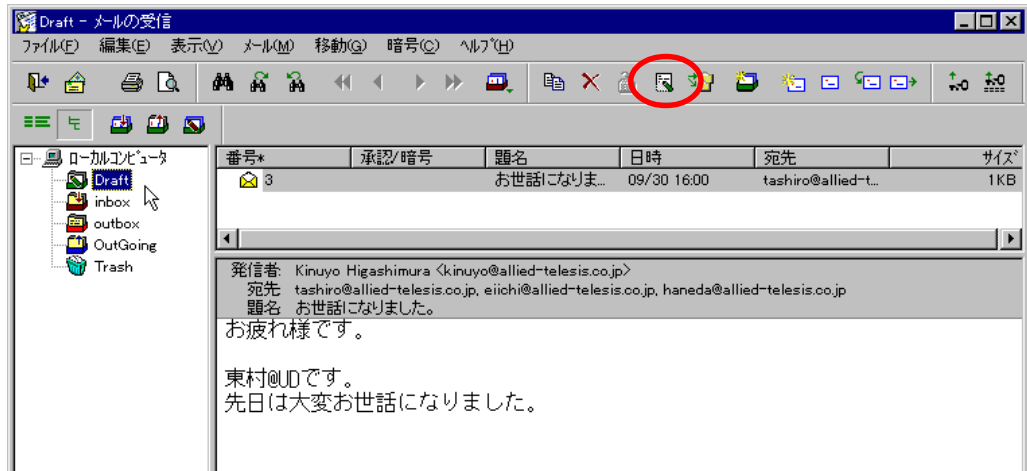 Draft - メールの受信
ファイル(F) 編集(E) 表示(V) メール(M) 移動(G) 暗号(C) ヘルプ(H)
ローカルコンピュータ
Draft
inbox
outbox
OutGoing
Trash
番号* 承認/暗号 題名 日時 宛先 サイズ
3 お世話になりま... 09/30 16:00 tashiro@allied-t... 1KB
発信者: Kinuyo Higashimura <kinuyo@allied-telesis.co.jp>
宛先 tashiro@allied-telesis.co.jp, eiichi@allied-telesis.co.jp, haneda@allied-telesis.co.jp
題名 お世話になりました。
お疲れ様です。
東村@UDです。
先日は大変お世話になりました。